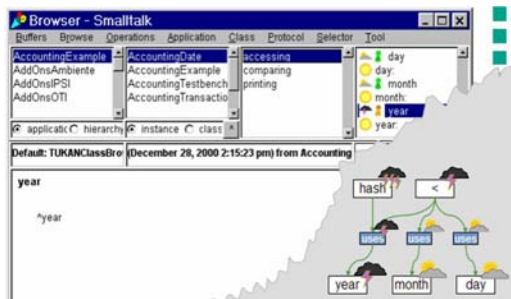 Browser - Smalltalk
Buffers Browse Operations Application Class Protocol Selector Tool
AccountingExample
AddOnsAmbiente
AddOnsIPSI
AddOnsOTI
AccountingDate
AccountingExample
AccountingTestbench
AccountingTransactio
accessing
comparing
printing
day
day:
month
month:
year
year:
applicatic hierarchy
instance class
Default: TUKANClassBro (December 28, 2000 2:15:23 pm) from Accounting
year
^year
hash <
uses uses uses
year month day